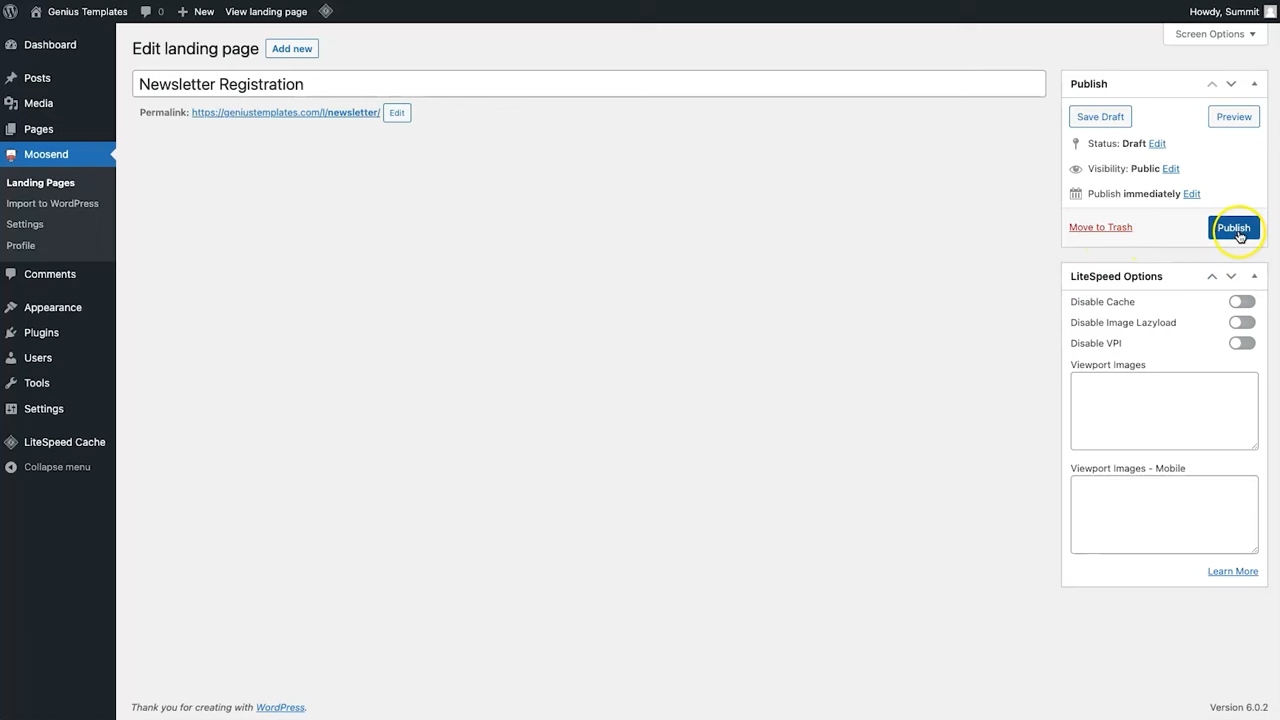 Genius Templates 0 New View landing page Howdy, Summit
Screen Options
Dashboard
Posts
Media
Pages
Moosend
Landing Pages
Import to WordPress
Settings
Profile
Comments
Appearance
Plugins
Users
Tools
Settings
LiteSpeed Cache
Collapse menu
Edit landing page Add new
Newsletter Registration
Permalink: https://geniustemplates.com/l/newsletter/ Edit
Publish
Save Draft Preview
Status: Draft Edit
Visibility: Public Edit
Publish immediately Edit
Move to Trash Publish
LiteSpeed Options
Disable Cache
Disable Image Lazyload
Disable VPI
Viewport Images
Viewport Images - Mobile
Learn More
Thank you for creating with WordPress. Version 6.0.2